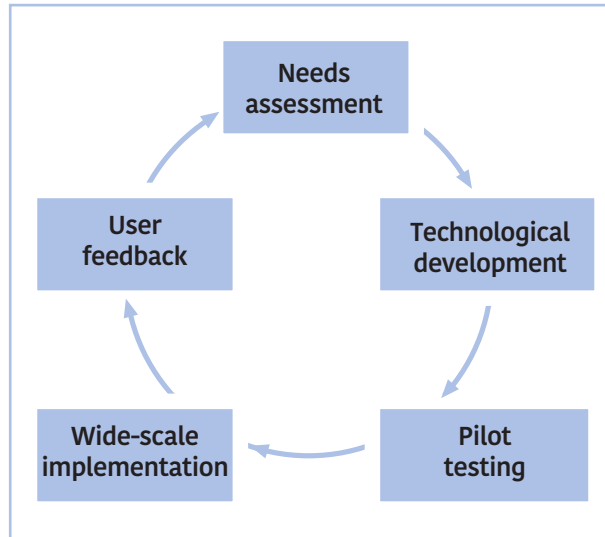 Needs
assessment
Technological
development
Pilot
testing
Wide-scale
implementation
User
feedback